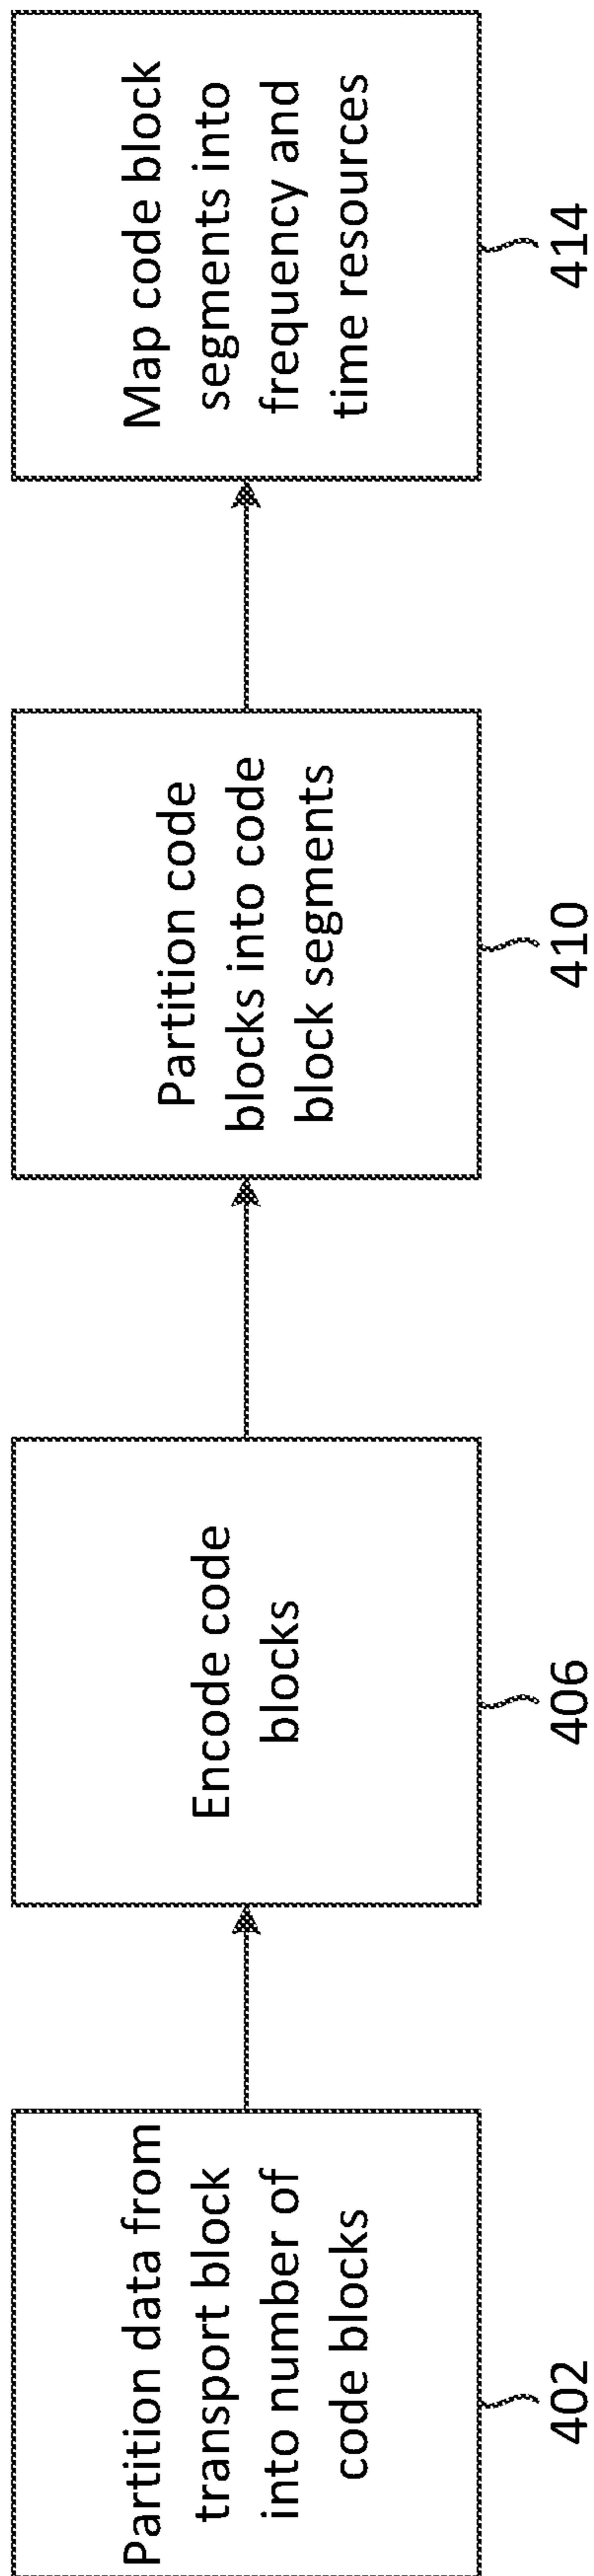 Partition data from
transport block
into number of
code blocks
402
Encode code
blocks
406
Partition code
blocks into code
block segments
410
Map code block
segments into
frequency and
time resources
414